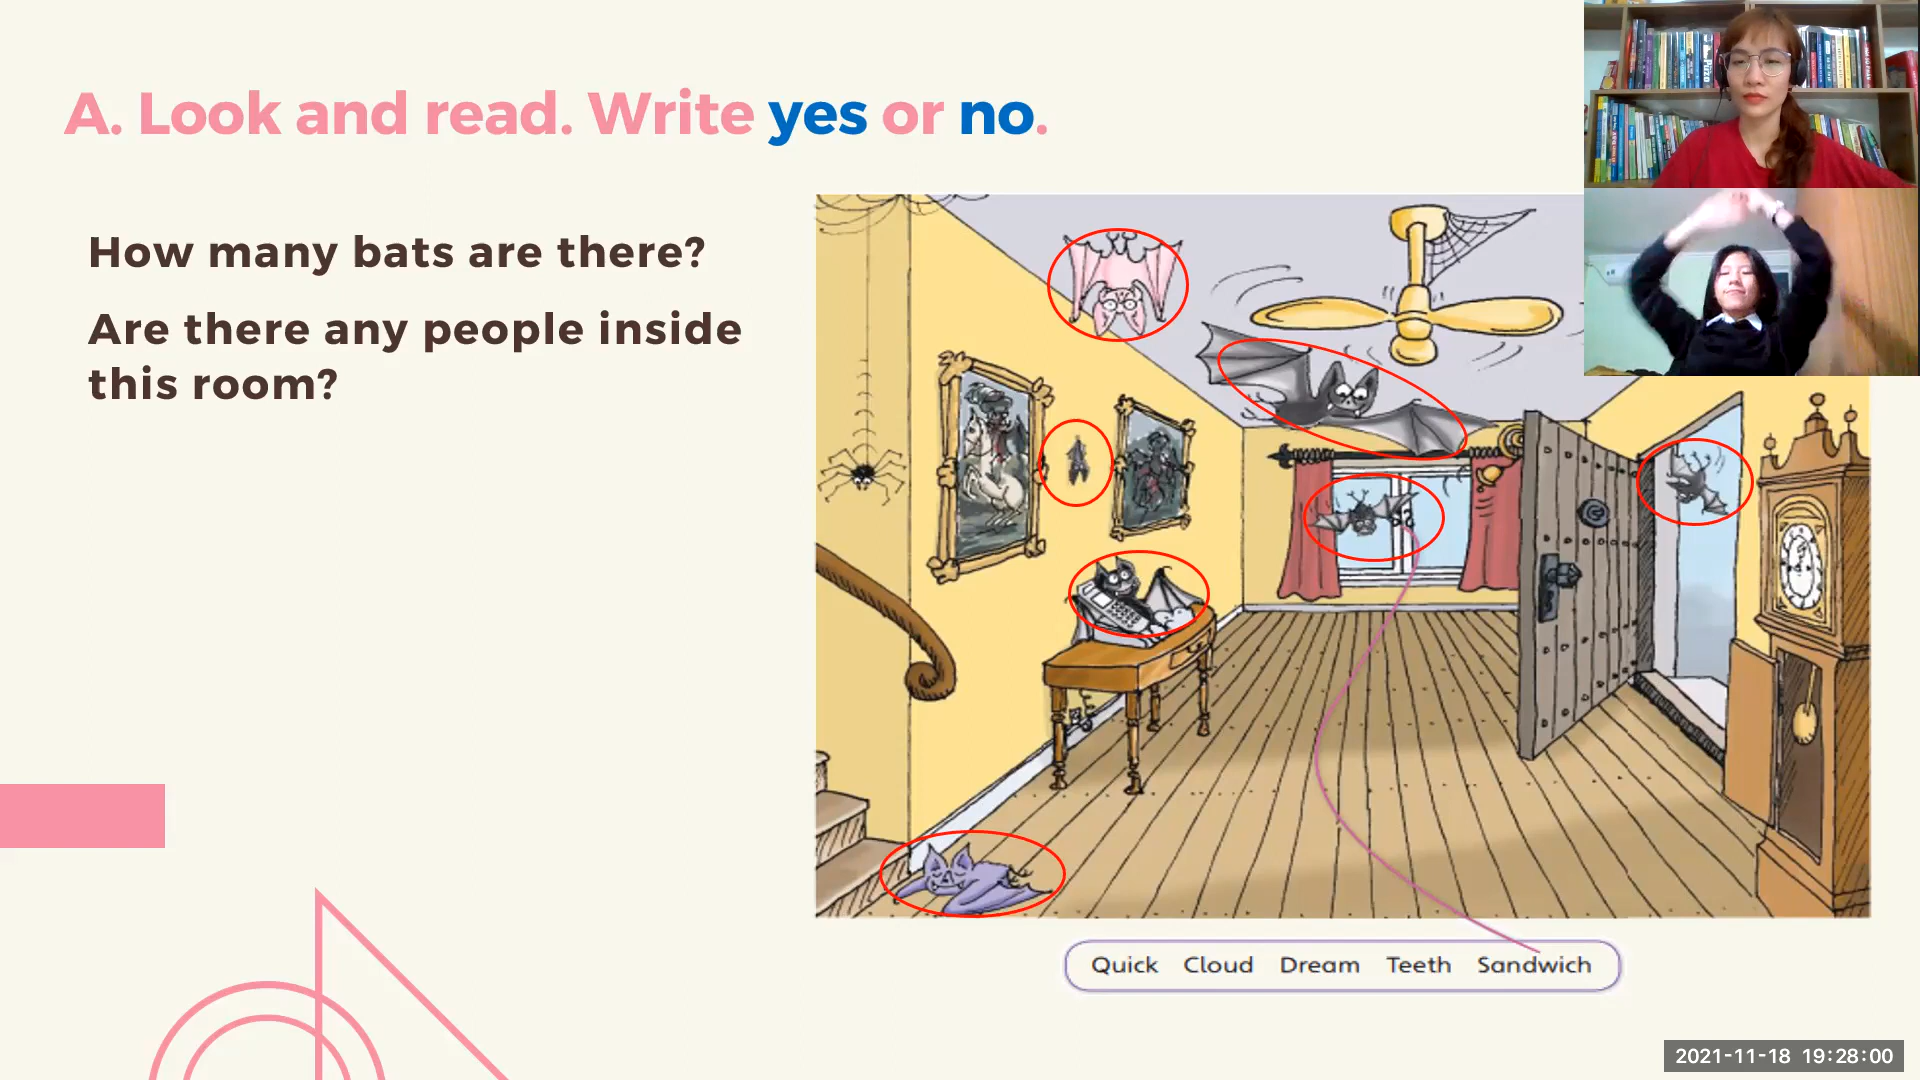 A. Look and read. Write yes or no.
How many bats are there?
Are there any people inside
this room?
Quick Cloud Dream Teeth Sandwich
2021-11-18 19:28:00